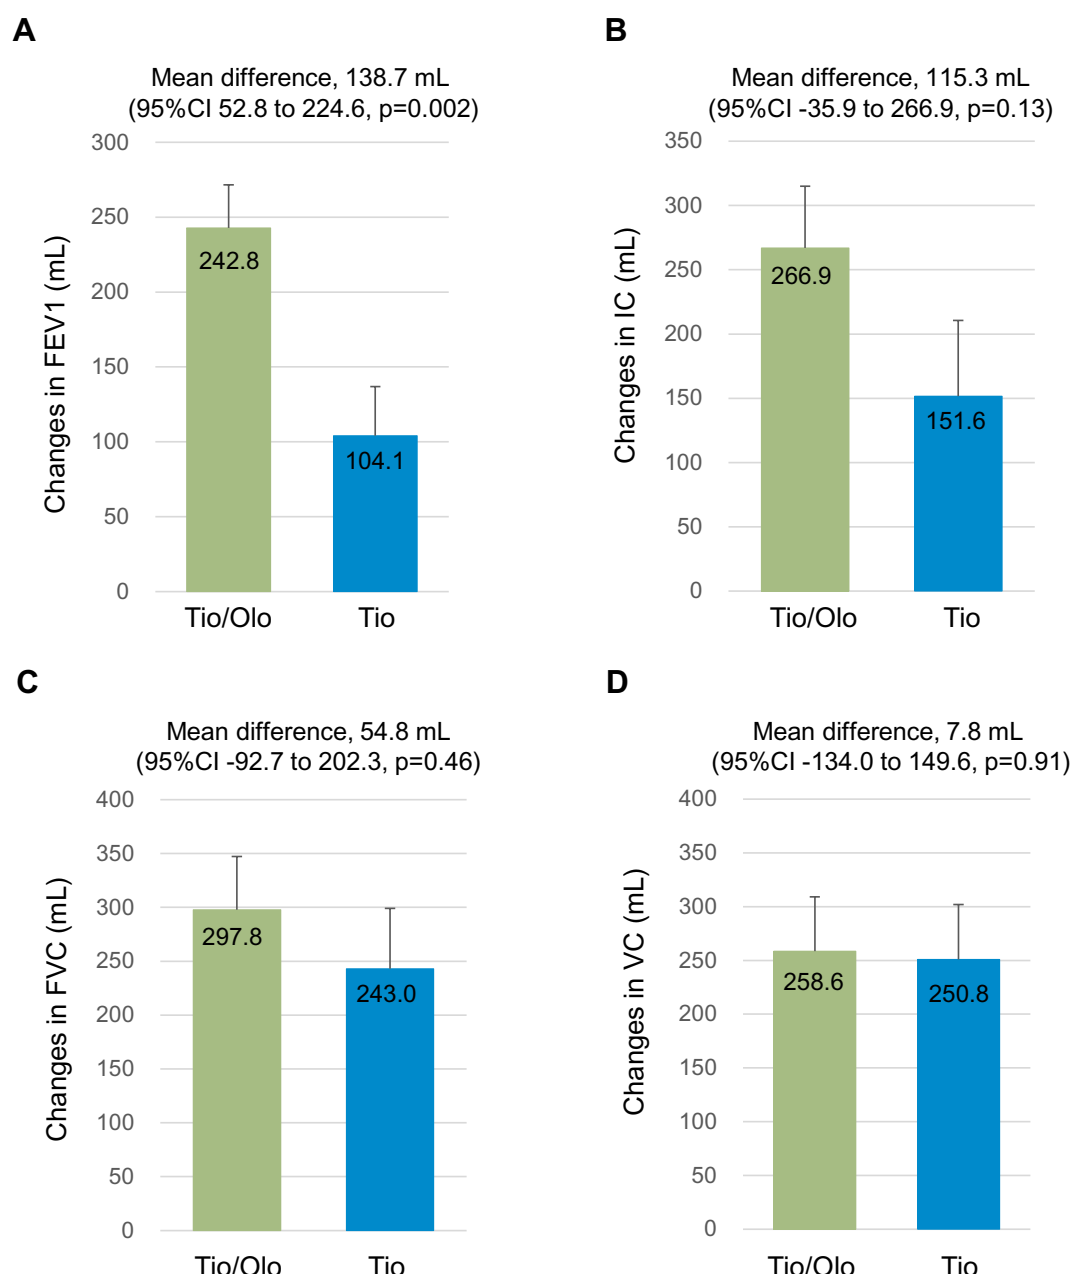 A
Mean difference, 138.7 mL
(95%CI 52.8 to 224.6, p=0.002)
Changes in FEV1 (mL)
300
250
200
150
100
50
0
242.8
104.1
Tio/Olo
Tio
B
Mean difference, 115.3 mL
(95%CI -35.9 to 266.9, p=0.13)
Changes in IC (mL)
350
300
250
200
150
100
50
0
266.9
151.6
Tio/Olo
Tio
C
Mean difference, 54.8 mL
(95%CI -92.7 to 202.3, p=0.46)
Changes in FVC (mL)
400
350
300
250
200
150
100
50
0
297.8
243.0
Tio/Olo
Tio
D
Mean difference, 7.8 mL
(95%CI -134.0 to 149.6, p=0.91)
Changes in VC (mL)
400
350
300
250
200
150
100
50
0
258.6
250.8
Tio/Olo
Tio